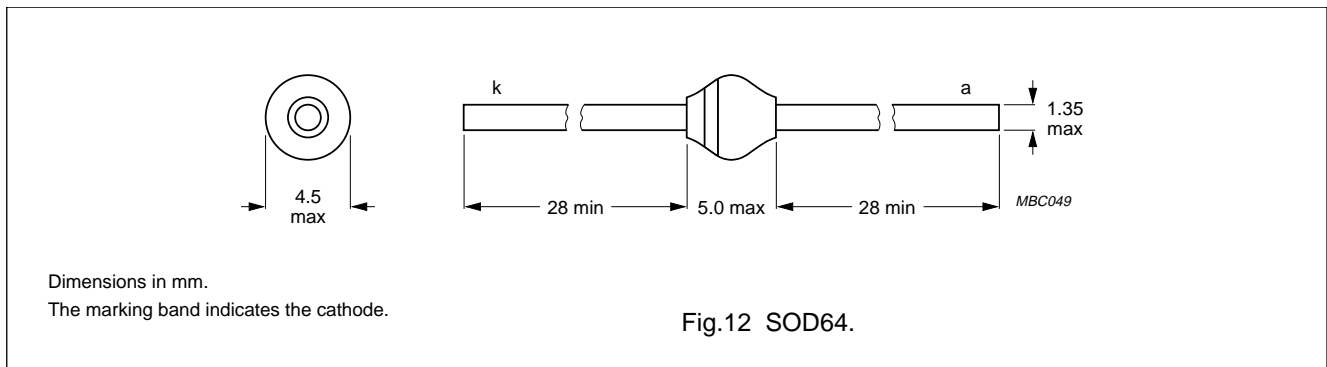 k
a
1.35
max
4.5
max
28 min
5.0 max
28 min
MBC049
Dimensions in mm.
The marking band indicates the cathode.
Fig.12 SOD64.